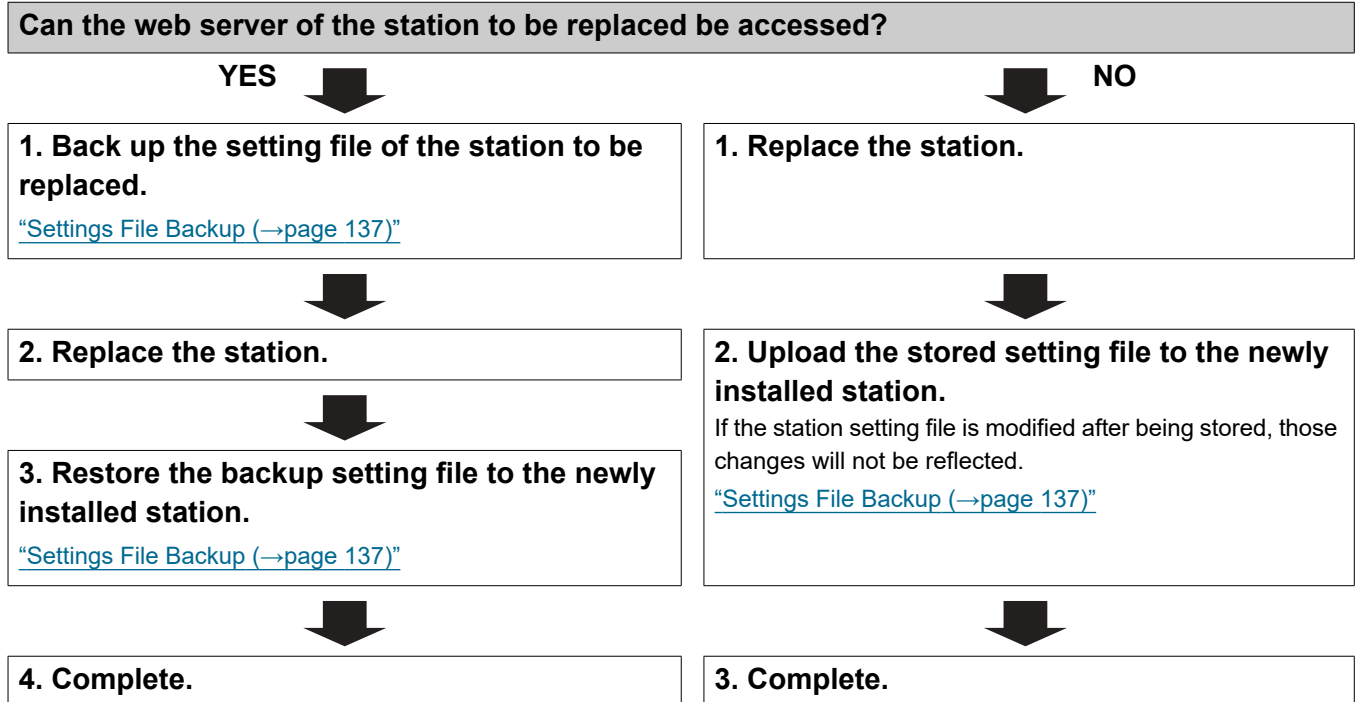 Can the web server of the station to be replaced be accessed?
YES
1. Back up the setting file of the station to be
replaced.
“Settings File Backup (→page 137)”
2. Replace the station.
3. Restore the backup setting file to the newly
installed station.
“Settings File Backup (→page 137)”
4. Complete.
NO
1. Replace the station.
2. Upload the stored setting file to the newly
installed station.
If the station setting file is modified after being stored, those
changes will not be reflected.
“Settings File Backup (→page 137)”
3. Complete.